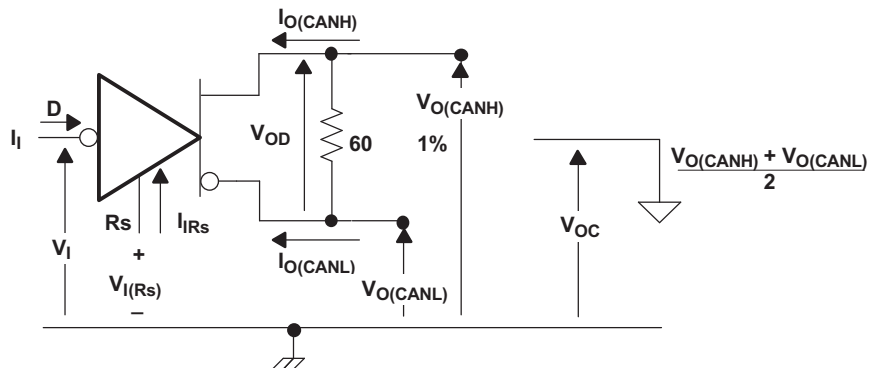 I_O(CANH)
D
I_I
V_OD
60
V_O(CANH)
1%
V_O(CANH) + V_O(CANL)
2
V_OC
Rs
I_IRs
V_I
+
V_I(Rs)
–
I_O(CANL)
V_O(CANL)